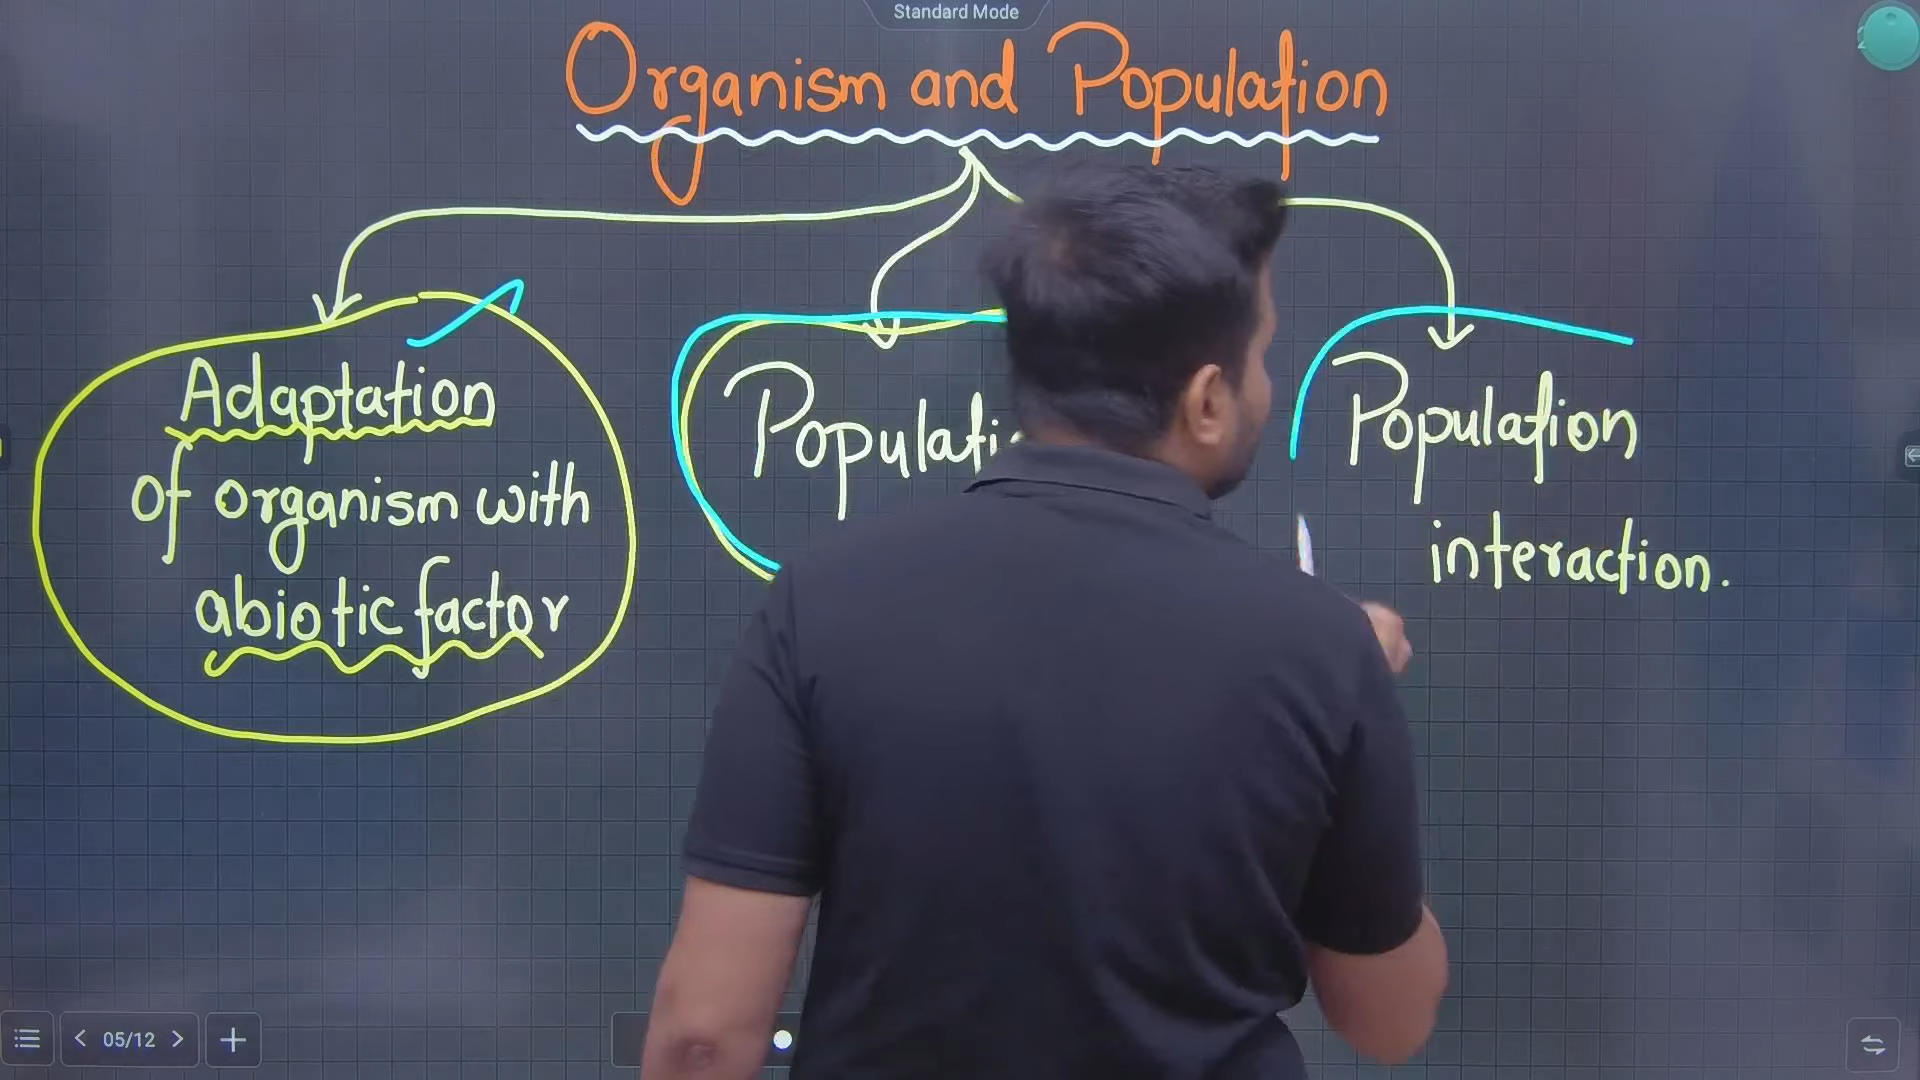 Standard Mode
Organism and Population
Adaptation
of organism with
abiotic factor
Population
interaction.
05/12